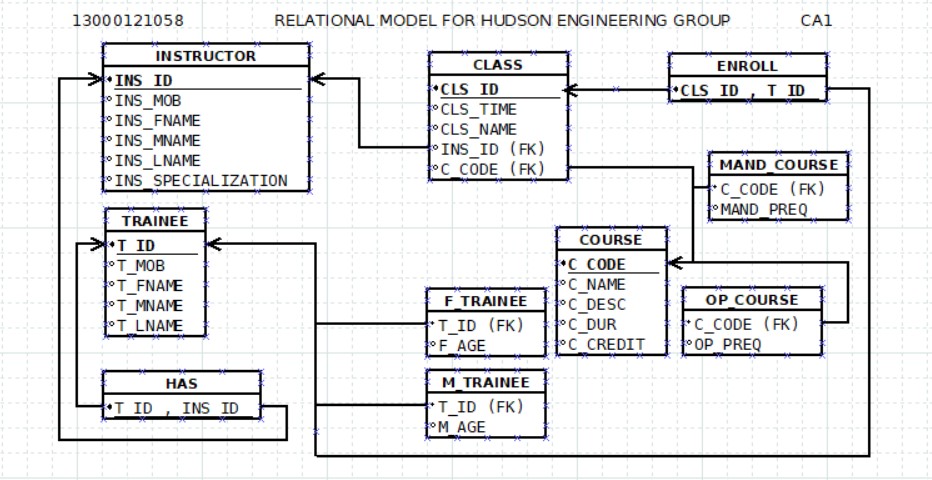 13000121058 RELATIONAL MODEL FOR HUDSON ENGINEERING GROUP CA1
INSTRUCTOR
INS_ID
INS_MOB
INS_FNAME
INS_MNAME
INS_LNAME
INS_SPECIALIZATION
CLASS
CLS_ID
CLS_TIME
CLS_NAME
INS_ID (FK)
C_CODE (FK)
ENROLL
CLS_ID , T_ID
MAND_COURSE
C_CODE (FK)
MAND_PREQ
TRAINEE
T_ID
T_MOB
T_FNAME
T_MNAME
T_LNAME
COURSE
C_CODE
C_NAME
C_DESC
C_DUR
C_CREDIT
F_TRAINEE
T_ID (FK)
F_AGE
OP_COURSE
C_CODE (FK)
OP_PREQ
HAS
T_ID , INS_ID
M_TRAINEE
T_ID (FK)
M_AGE